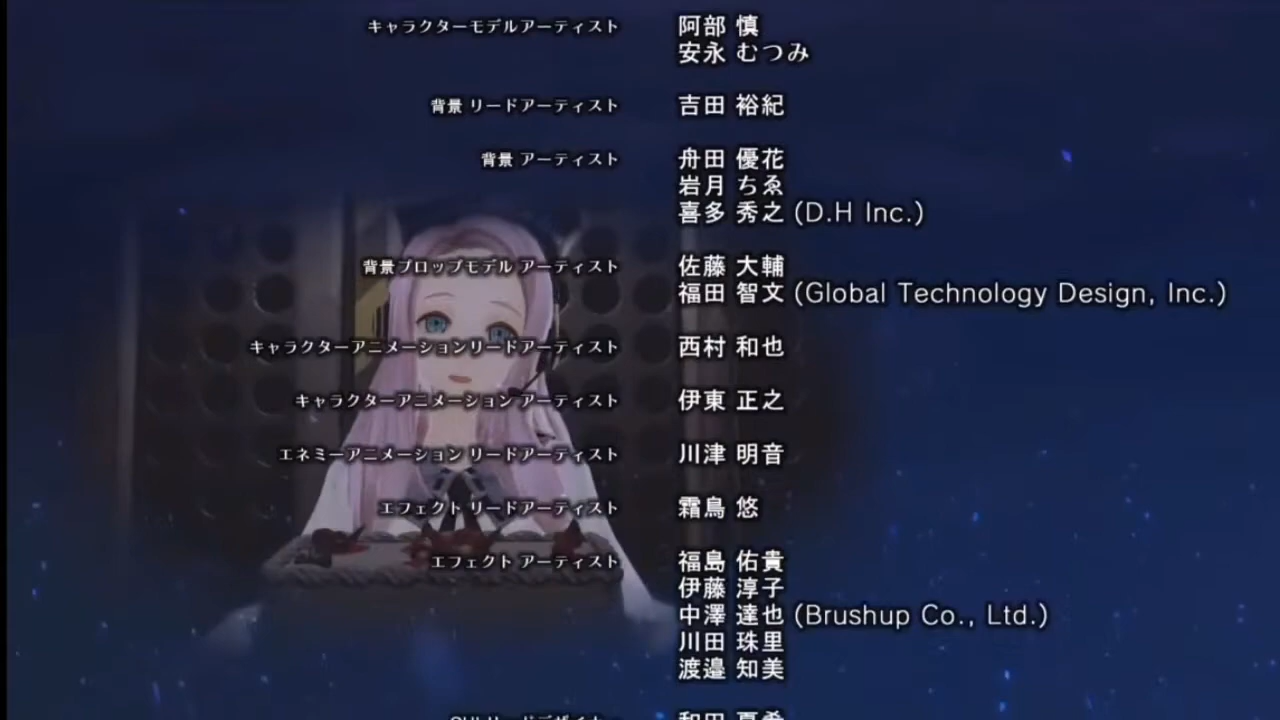 キャラクターモデルアーティスト 阿部 慎
安永 むつみ
背景 リードアーティスト 吉田 裕紀
背景 アーティスト 舟田 優花
岩月 ちゑ
喜多 秀之 (D.H Inc.)
背景プロップモデル アーティスト 佐藤 大輔
福田 智文 (Global Technology Design, Inc.)
キャラクターアニメーションリードアーティスト 西村 和也
キャラクターアニメーション アーティスト 伊東 正之
エネミーアニメーション リードアーティスト 川津 明音
エフェクト リードアーティスト 霜鳥 悠
エフェクト アーティスト 福島 佑貴
伊藤 淳子
中澤 達也 (Brushup Co., Ltd.)
川田 珠里
渡邉 知美